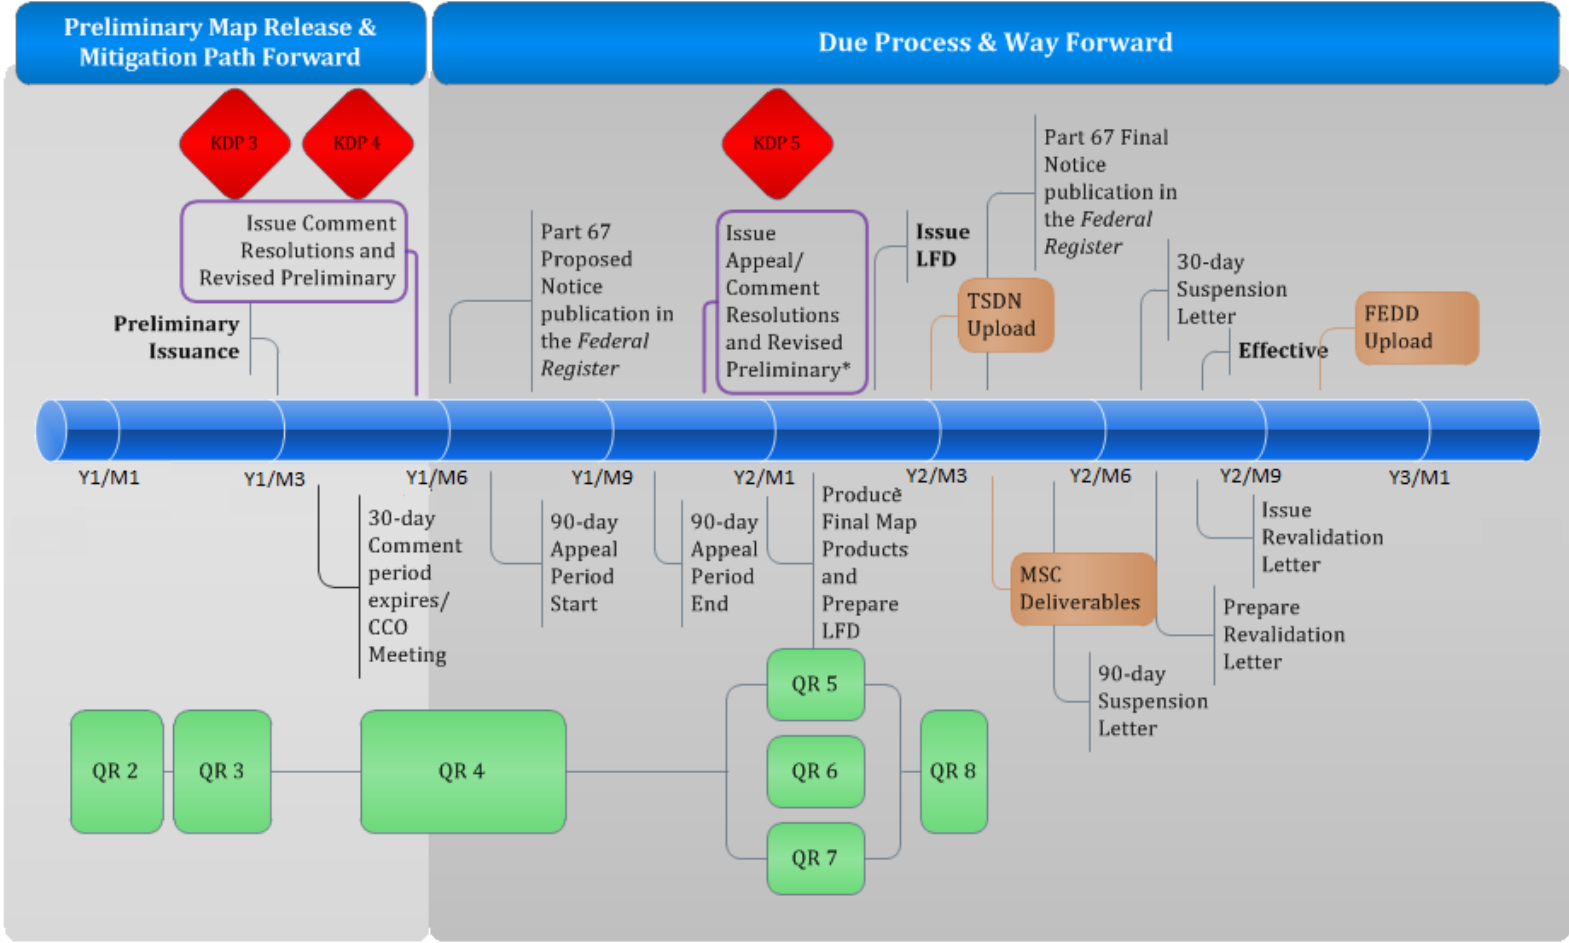 Preliminary Map Release &
Mitigation Path Forward
Due Process & Way Forward
KDP 3
KDP 4
KDP 5
Issue Comment
Resolutions and
Revised Preliminary
Preliminary
Issuance
Part 67
Proposed
Notice
publication in
the Federal
Register
Issue
Appeal/
Comment
Resolutions
and Revised
Preliminary*
Issue
LFD
TSDN
Upload
Part 67 Final
Notice
publication in
the Federal
Register
30-day
Suspension
Letter
Effective
FEDD
Upload
Y1/M1
Y1/M3
Y1/M6
Y1/M9
Y2/M1
Y2/M3
Y2/M6
Y2/M9
Y3/M1
30-day
Comment
period
expires/
CCO
Meeting
90-day
Appeal
Period
Start
90-day
Appeal
Period
End
Produce
Final Map
Products
and
Prepare
LFD
MSC
Deliverables
90-day
Suspension
Letter
Prepare
Revalidation
Letter
Issue
Revalidation
Letter
QR 2
QR 3
QR 4
QR 5
QR 6
QR 7
QR 8